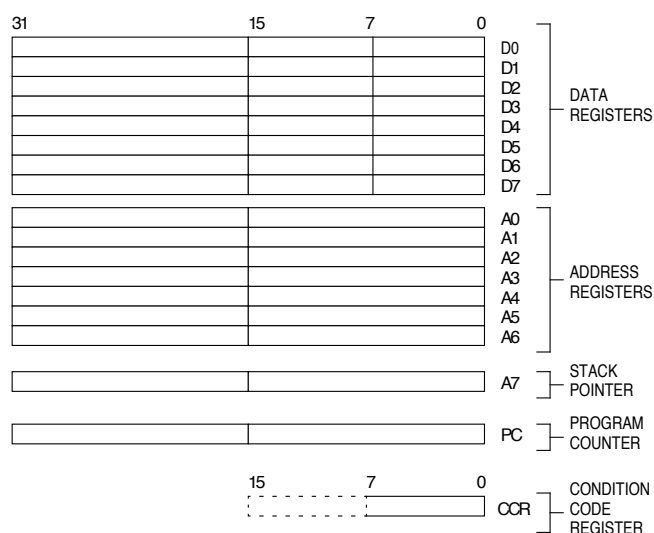 31 15 7 0
D0
D1
D2
D3
D4
D5
D6
D7
DATA
REGISTERS
A0
A1
A2
A3
A4
A5
A6
ADDRESS
REGISTERS
A7
STACK
POINTER
PC
PROGRAM
COUNTER
15 7 0
CCR
CONDITION
CODE
REGISTER